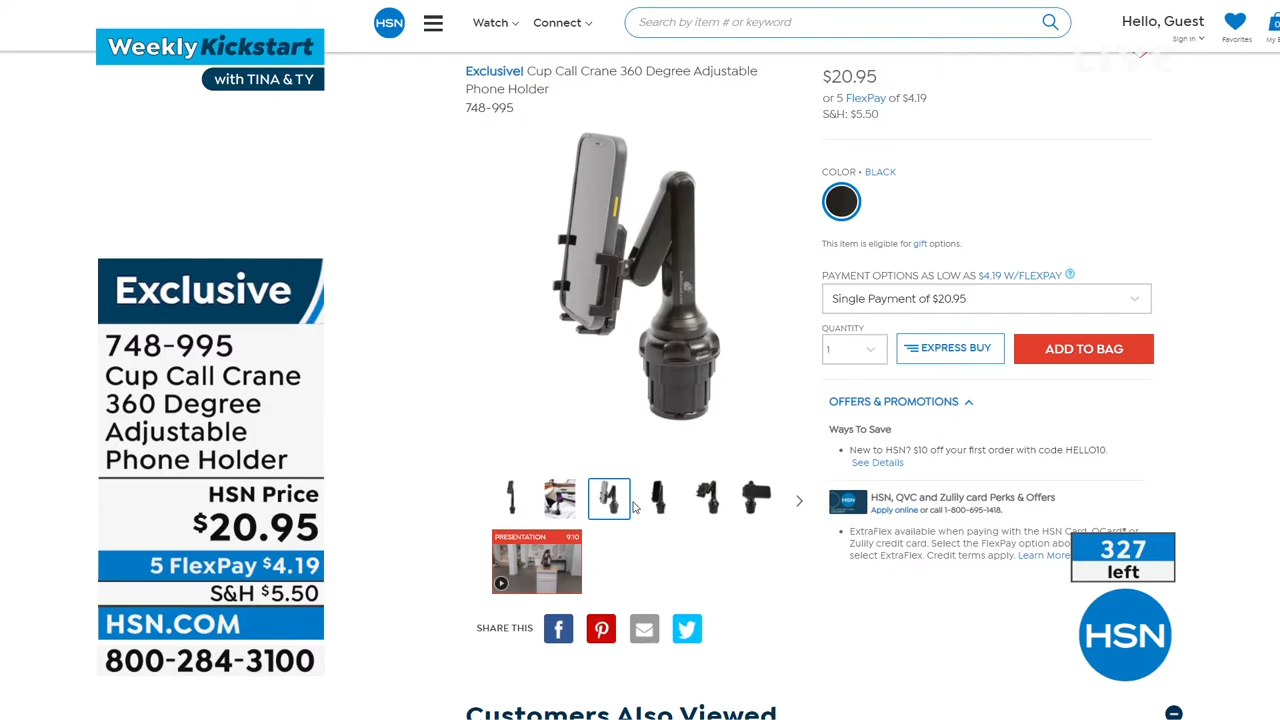 HSN
Watch
Connect
Search by item # or keyword
Hello, Guest
Sign In
Favorites
My
0
LIVE
Weekly Kickstart
with TINA & TY
Exclusive! Cup Call Crane 360 Degree Adjustable
Phone Holder
748-995
$20.95
or 5 FlexPay of $4.19
S&H: $5.50
COLOR • BLACK
This item is eligible for gift options.
PAYMENT OPTIONS AS LOW AS $4.19 W/FLEXPAY ?
Single Payment of $20.95
QUANTITY
1
EXPRESS BUY
ADD TO BAG
OFFERS & PROMOTIONS
Ways To Save
• New to HSN? $10 off your first order with code HELLO10.
See Details
HSN, QVC and Zulily card Perks & Offers
Apply online or call 1-800-695-1418.
• ExtraFlex available when paying with the HSN Card, QCard® or
Zulily credit card. Select the FlexPay option
select ExtraFlex. Credit terms apply. Learn More
PRESENTATION 9:10
SHARE THIS
Customers Also Viewed
Exclusive
748-995
Cup Call Crane
360 Degree
Adjustable
Phone Holder
HSN Price
$20.95
5 FlexPay $4.19
S&H $5.50
HSN.COM
800-284-3100
327
left
HSN